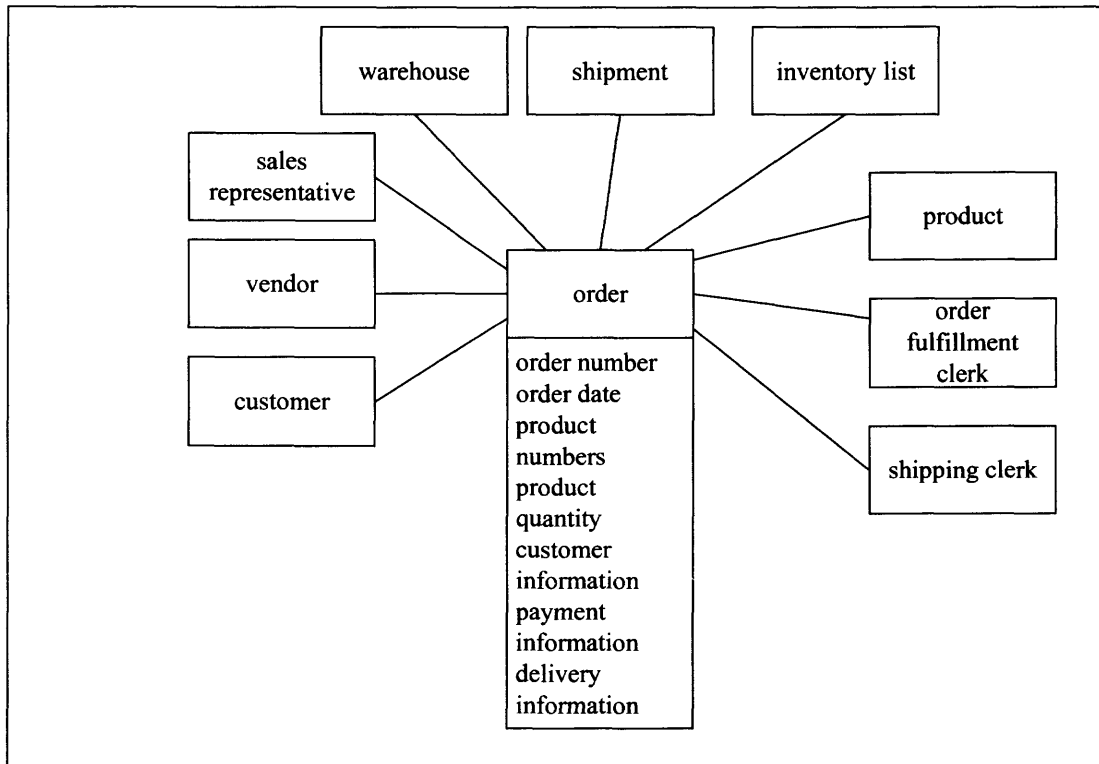 warehouse
shipment
inventory list
sales
representative
product
vendor
order
order
fulfillment
clerk
customer
shipping clerk
order number
order date
product
numbers
product
quantity
customer
information
payment
information
delivery
information